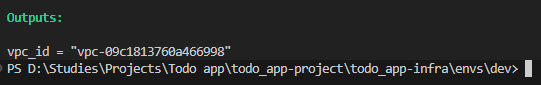 Outputs:
vpc_id = "vpc-09c1813760a466998"
PS D:\Studies\Projects\Todo app\todo_app-project\todo_app-infra\envs\dev>